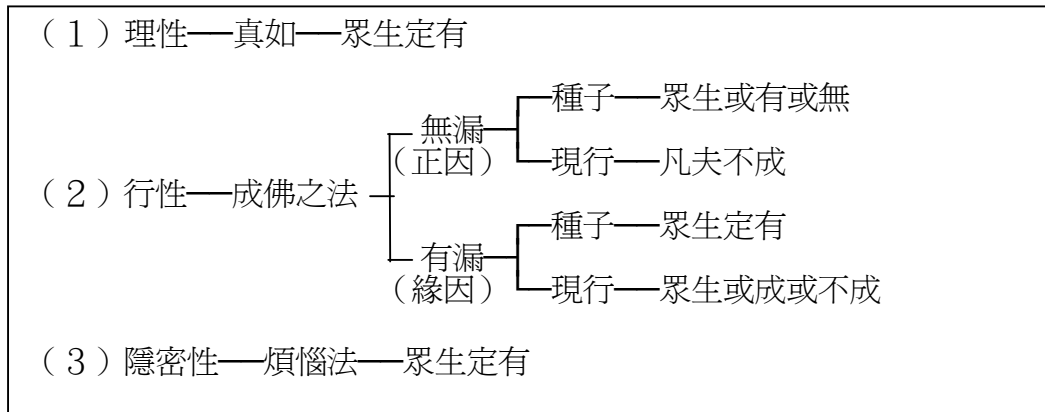 （1）理性──真如──眾生定有
種子──眾生或有或無
無漏
（正因）
現行──凡夫不成
（2）行性──成佛之法
種子──眾生定有
有漏
（緣因）
現行──眾生或成或不成
（3）隱密性──煩惱法──眾生定有